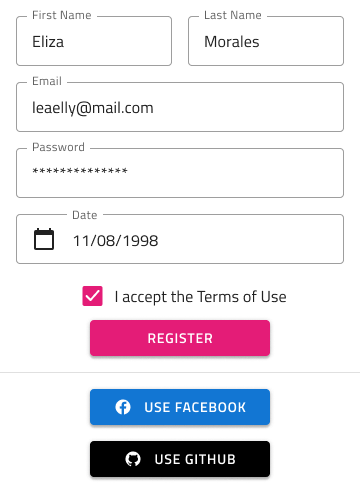 First Name
Last Name
Eliza
Morales
Email
leaelly@mail.com
Password
**************
Date
11/08/1998
I accept the Terms of Use
REGISTER
USE FACEBOOK
USE GITHUB